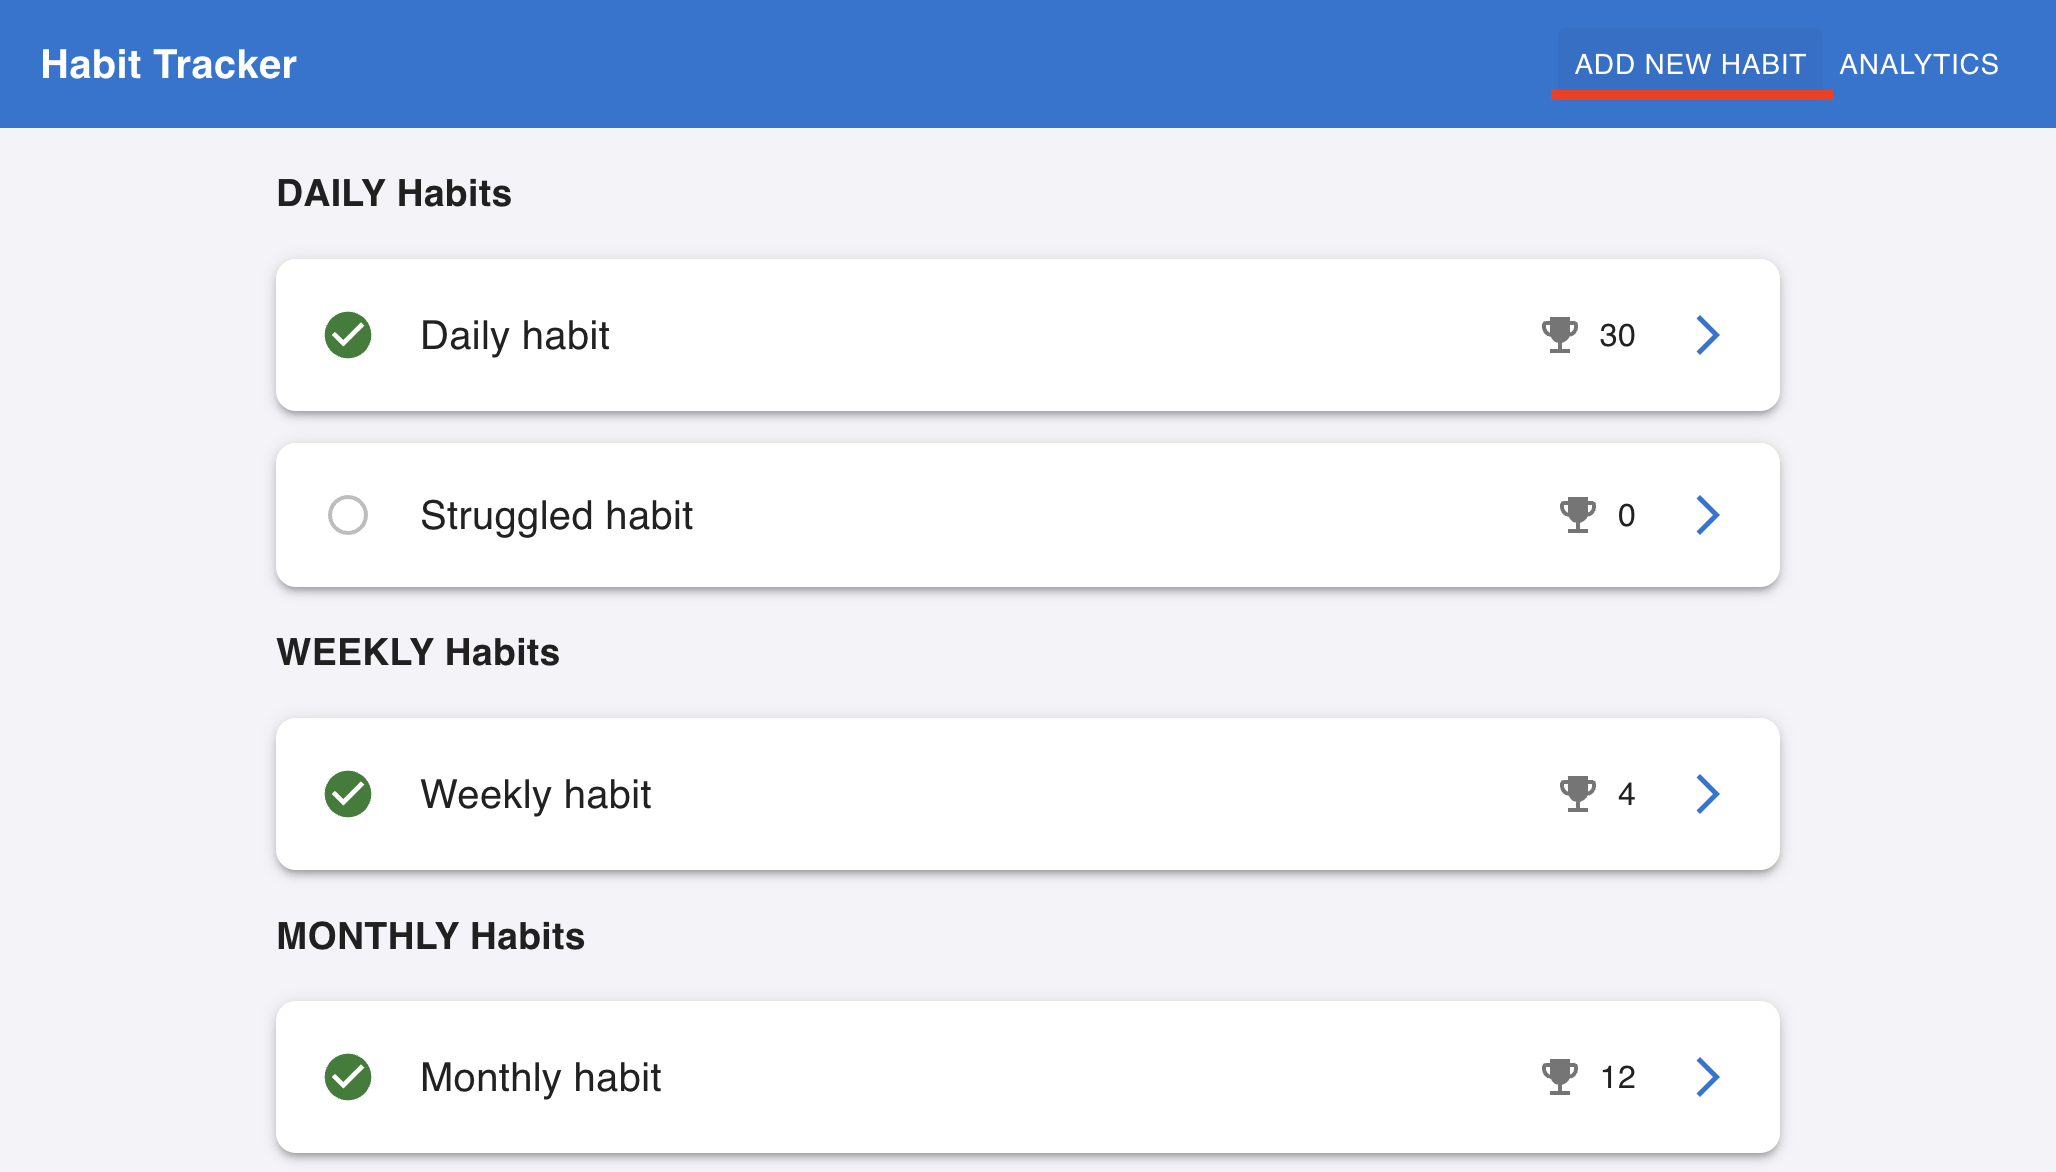 Habit Tracker
ADD NEW HABIT
ANALYTICS
DAILY Habits
Daily habit
30
Struggled habit
0
WEEKLY Habits
Weekly habit
4
MONTHLY Habits
Monthly habit
12